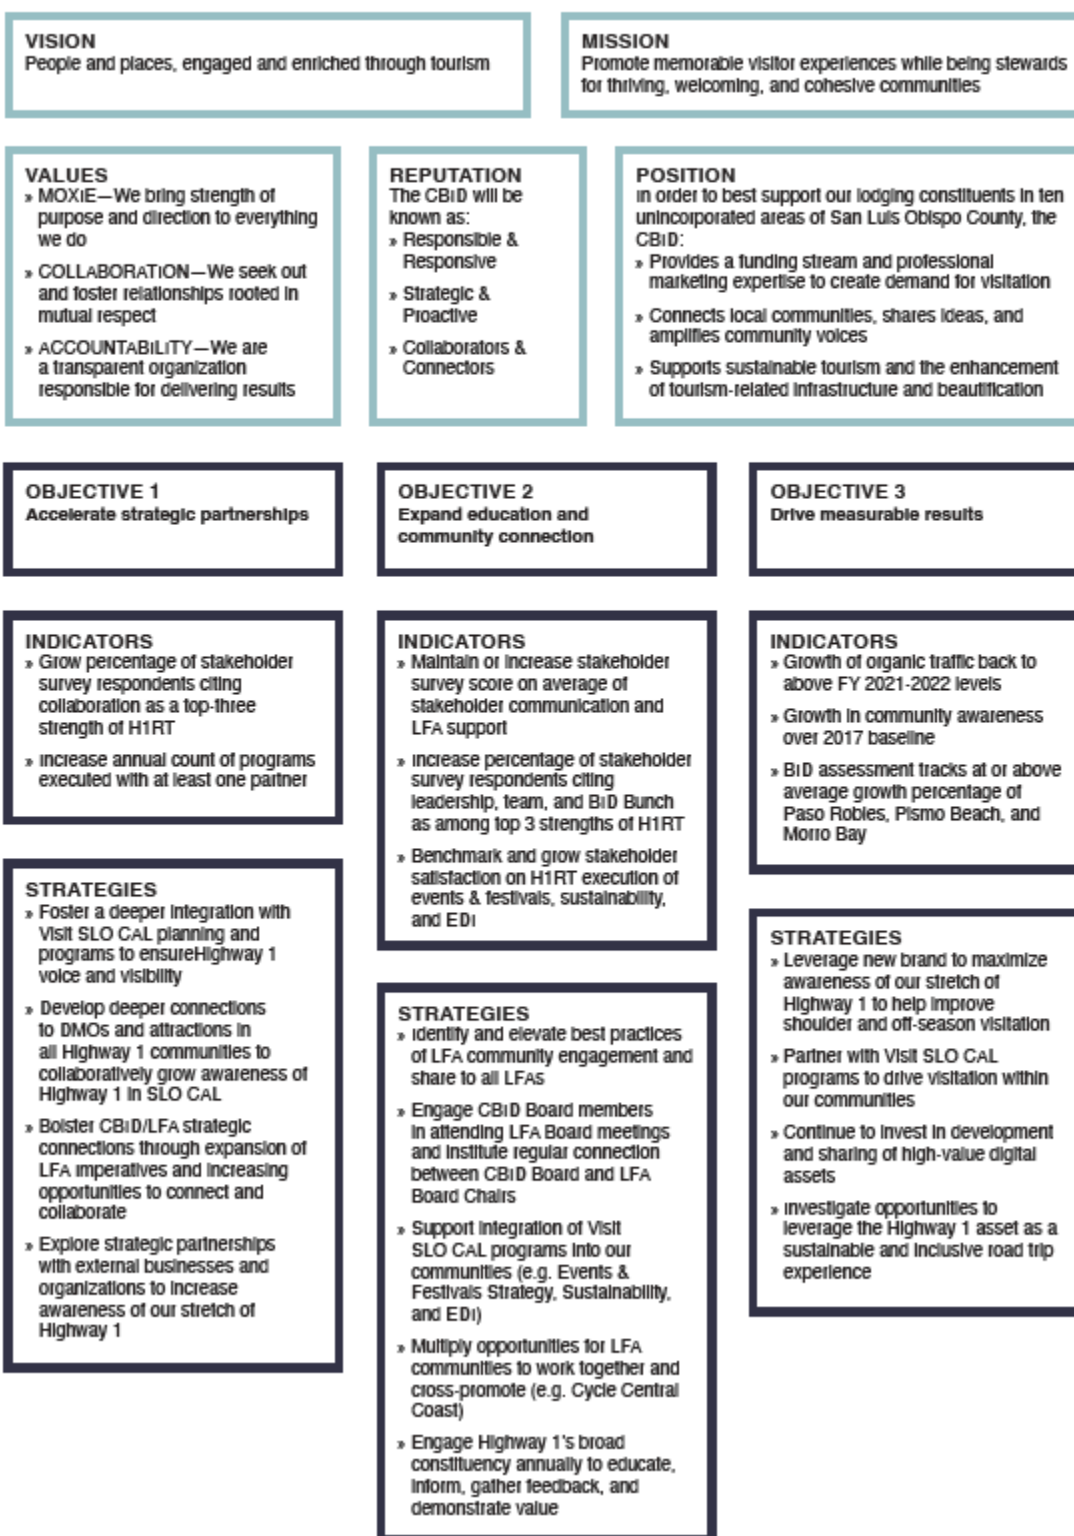 VISION
People and places, engaged and enriched through tourism
MISSION
Promote memorable visitor experiences while being stewards
for thriving, welcoming, and cohesive communities
VALUES
» MOXIE—We bring strength of
purpose and direction to everything
we do
» COLLABORATION—We seek out
and foster relationships rooted in
mutual respect
» ACCOUNTABILITY—We are
a transparent organization
responsible for delivering results
REPUTATION
The CBID will be
known as:
» Responsible &
Responsive
» Strategic &
Proactive
» Collaborators &
Connectors
POSITION
In order to best support our lodging constituents in ten
unincorporated areas of San Luis Obispo County, the
CBID:
» Provides a funding stream and professional
marketing expertise to create demand for visitation
» Connects local communities, shares ideas, and
amplifies community voices
» Supports sustainable tourism and the enhancement
of tourism-related infrastructure and beautification
OBJECTIVE 1
Accelerate strategic partnerships
INDICATORS
» Grow percentage of stakeholder
survey respondents citing
collaboration as a top-three
strength of H1RT
» Increase annual count of programs
executed with at least one partner
STRATEGIES
» Foster a deeper integration with
Visit SLO CAL planning and
programs to ensureHighway 1
voice and visibility
» Develop deeper connections
to DMOs and attractions in
all Highway 1 communities to
collaboratively grow awareness of
Highway 1 in SLO CAL
» Bolster CBID/LFA strategic
connections through expansion of
LFA imperatives and increasing
opportunities to connect and
collaborate
» Explore strategic partnerships
with external businesses and
organizations to increase
awareness of our stretch of
Highway 1
OBJECTIVE 2
Expand education and
community connection
INDICATORS
» Maintain or increase stakeholder
survey score on average of
stakeholder communication and
LFA support
» Increase percentage of stakeholder
survey respondents citing
leadership, team, and BID Bunch
as among top 3 strengths of H1RT
» Benchmark and grow stakeholder
satisfaction on H1RT execution of
events & festivals, sustainability,
and EDI
STRATEGIES
» Identify and elevate best practices
of LFA community engagement and
share to all LFAs
» Engage CBID Board members
in attending LFA Board meetings
and institute regular connection
between CBID Board and LFA
Board Chairs
» Support integration of Visit
SLO CAL programs into our
communities (e.g. Events &
Festivals Strategy, Sustainability,
and EDI)
» Multiply opportunities for LFA
communities to work together and
cross-promote (e.g. Cycle Central
Coast)
» Engage Highway 1's broad
constituency annually to educate,
inform, gather feedback, and
demonstrate value
OBJECTIVE 3
Drive measurable results
INDICATORS
» Growth of organic traffic back to
above FY 2021-2022 levels
» Growth in community awareness
over 2017 baseline
» BID assessment tracks at or above
average growth percentage of
Paso Robles, Pismo Beach, and
Morro Bay
STRATEGIES
» Leverage new brand to maximize
awareness of our stretch of
Highway 1 to help improve
shoulder and off-season visitation
» Partner with Visit SLO CAL
programs to drive visitation within
our communities
» Continue to invest in development
and sharing of high-value digital
assets
» Investigate opportunities to
leverage the Highway 1 asset as a
sustainable and inclusive road trip
experience